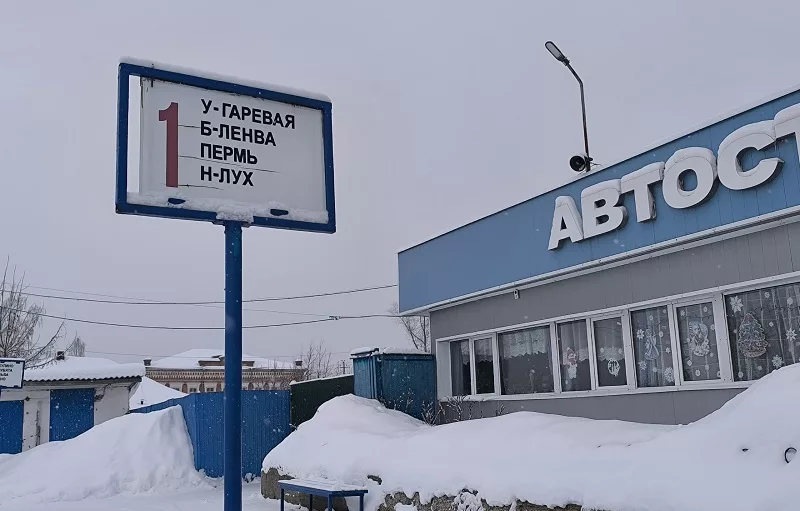 1
У-ГАРЕВАЯ
Б-ЛЕНВА
ПЕРМЬ
Н-ЛУХ
АВТОСТ